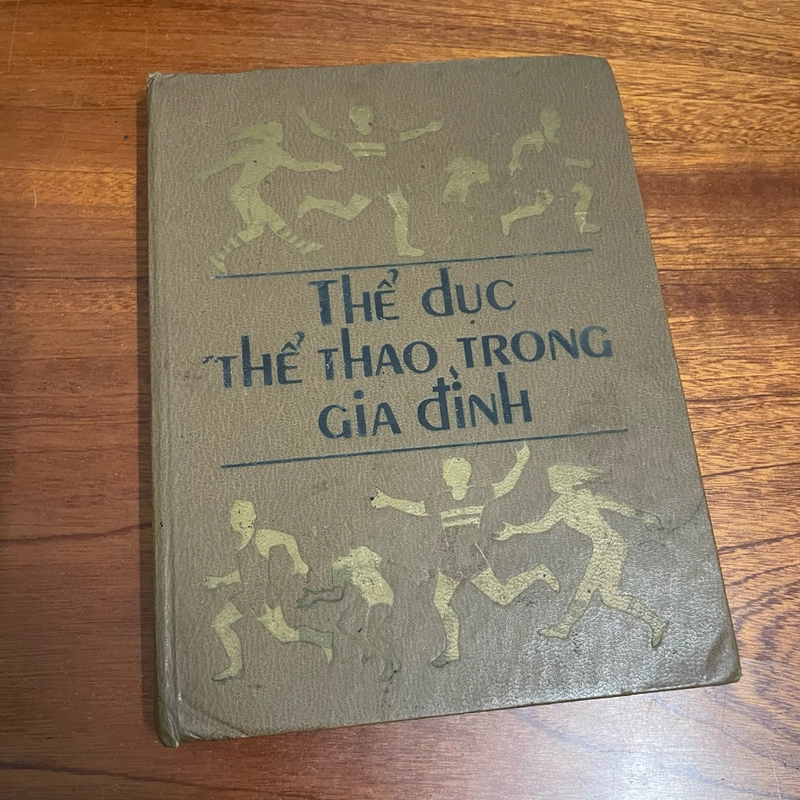 Thể dục
Thể thao trong
gia đình